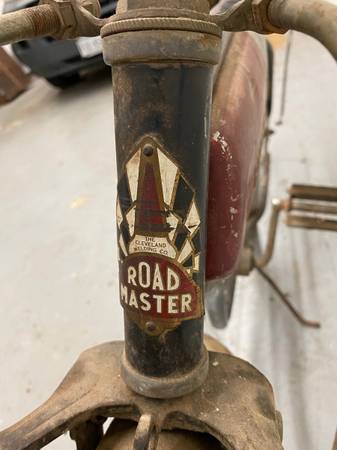 THE
CLEVELAND
WELDING CO.
ROAD
MASTER